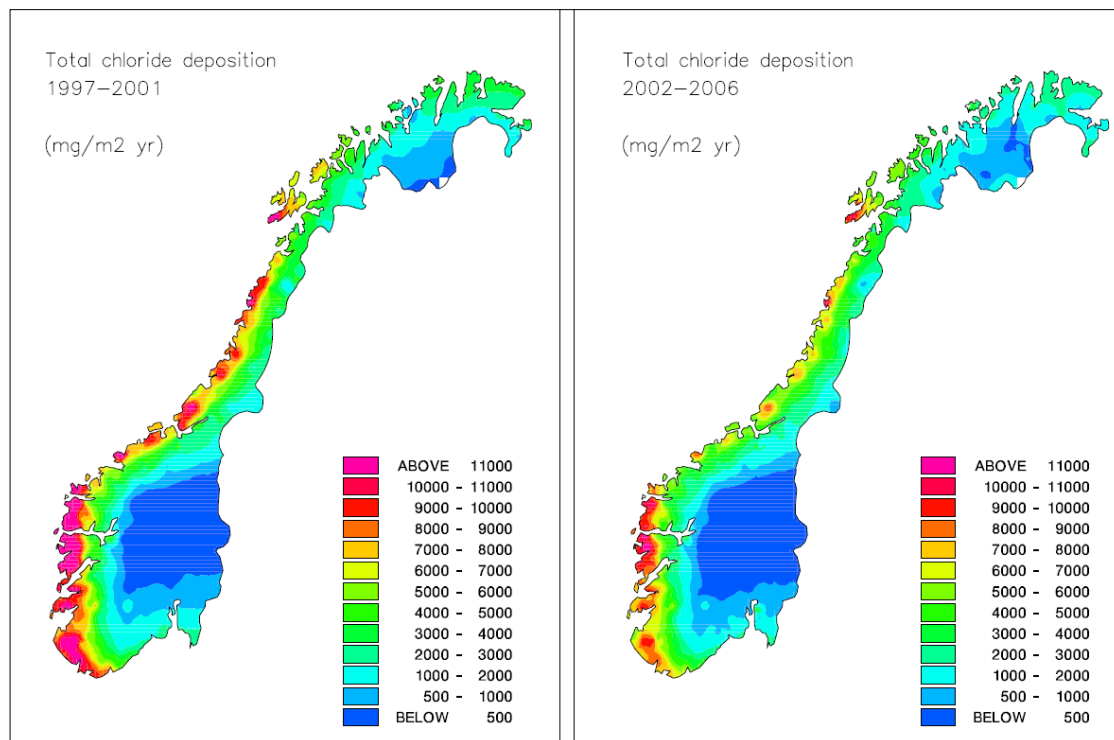 Total chloride deposition
1997–2001
(mg/m2 yr)
ABOVE 11000
10000 - 11000
9000 - 10000
8000 - 9000
7000 - 8000
6000 - 7000
5000 - 6000
4000 - 5000
3000 - 4000
2000 - 3000
1000 - 2000
500 - 1000
BELOW 500
Total chloride deposition
2002–2006
(mg/m2 yr)
ABOVE 11000
10000 - 11000
9000 - 10000
8000 - 9000
7000 - 8000
6000 - 7000
5000 - 6000
4000 - 5000
3000 - 4000
2000 - 3000
1000 - 2000
500 - 1000
BELOW 500